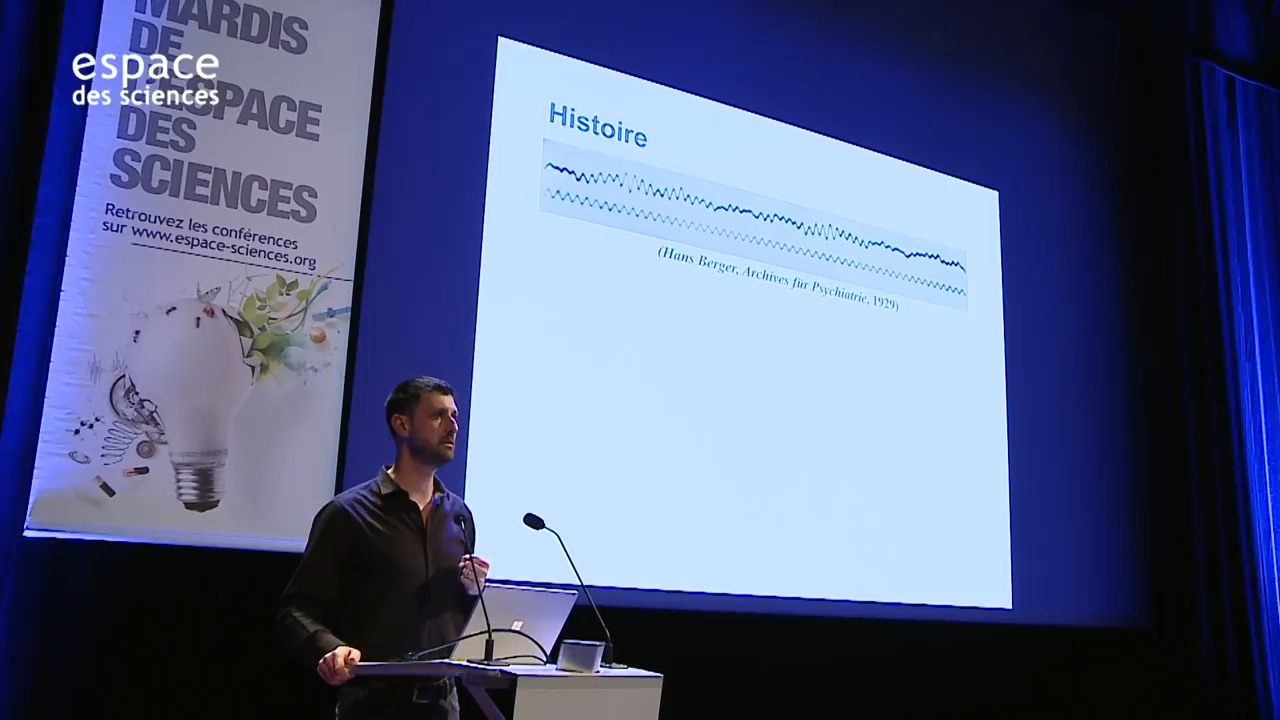 MARDIS
DE
L'ESPACE
DES
SCIENCES
Retrouvez les conférences
sur www.espace-sciences.org
espace
des sciences
Histoire
(Hans Berger, Archives für Psychiatrie, 1929)